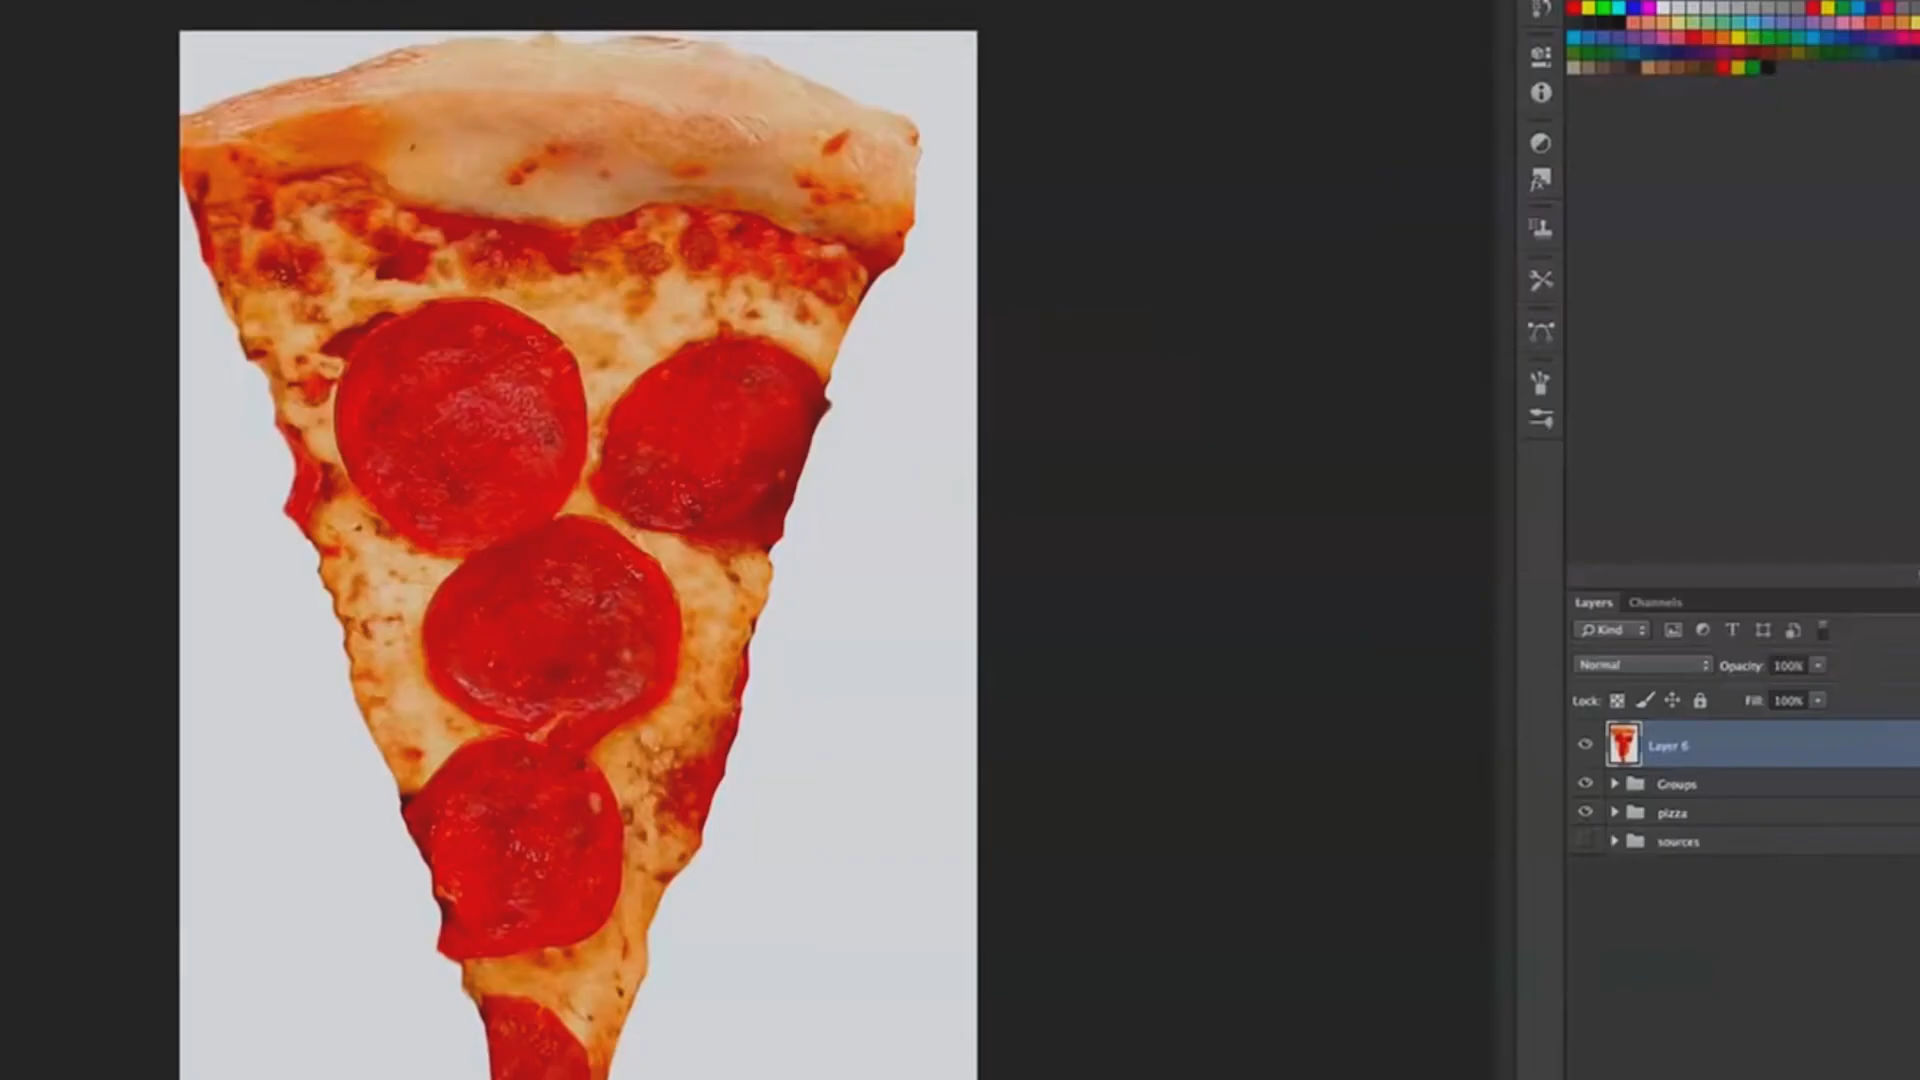 Layers Channels
Kind
Normal Opacity: 100%
Lock: Fill: 100%
Layer 6
Groups
pizza
sources